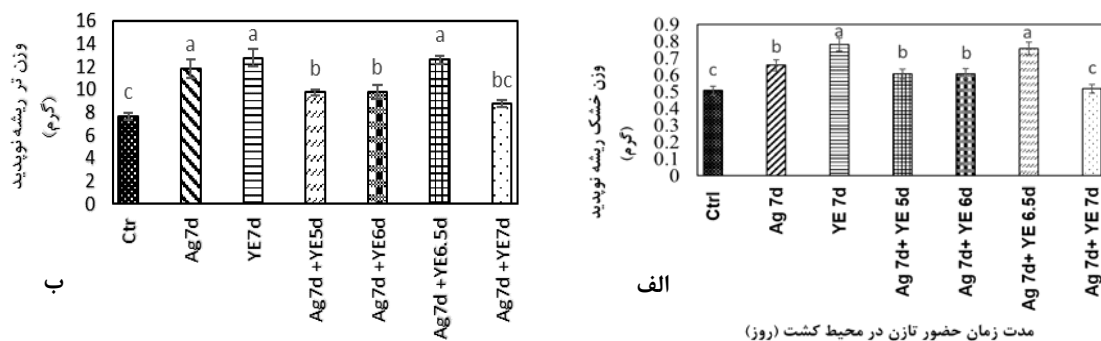 وزن تر ریشه نوپدید
(گرم)
16
14
12
10
8
6
4
2
0
c
a
a
b
b
a
bc
Ctr
Ag7d
YE7d
Ag7d +YE5d
Ag7d +YE6d
Ag7d +YE6.5d
Ag7d +YE7d
ب
وزن خشک ریشه نوپدید
(گرم)
0.9
0.8
0.7
0.6
0.5
0.4
0.3
0.2
0.1
0
c
b
a
b
b
a
c
Ctrl
Ag 7d
YE 7d
Ag 7d+ YE 5d
Ag 7d+ YE 6d
Ag 7d+ YE 6.5d
Ag 7d+ YE 7d
الف
مدت زمان حضور تازن در محیط کشت (روز)